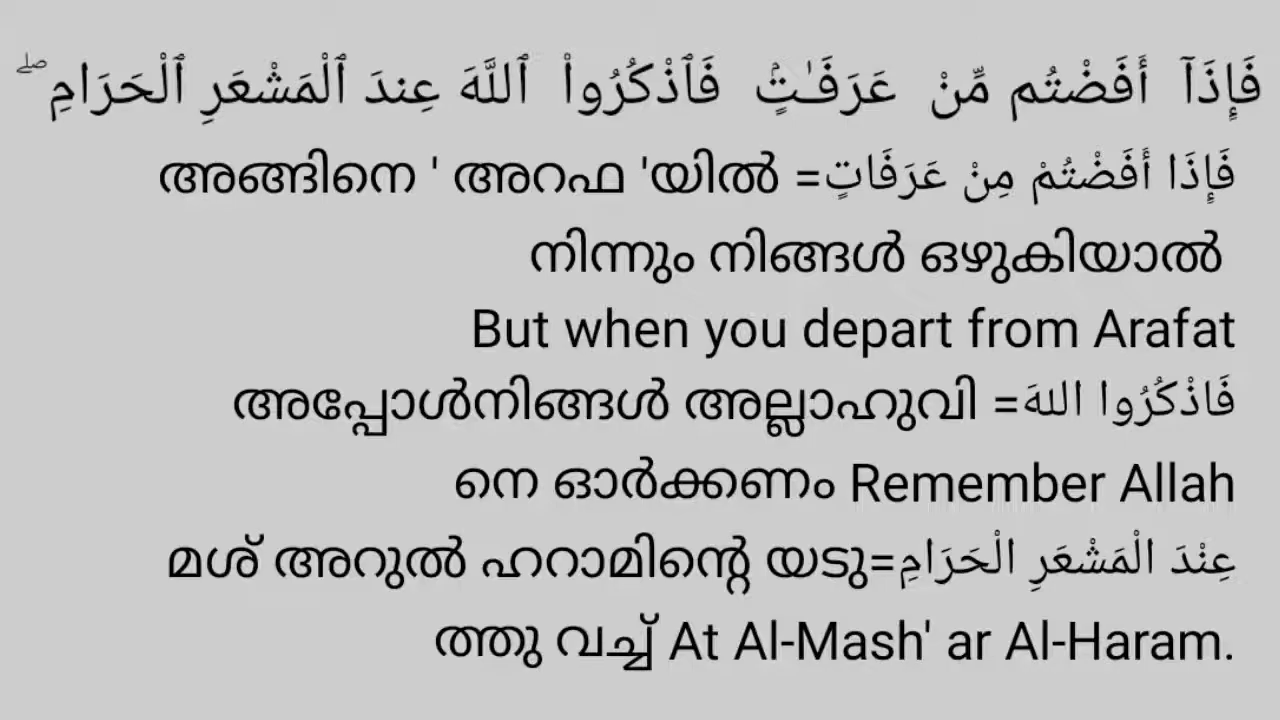 فَإِذَآ أَفَضْتُم مِّنْ عَرَفَـٰتٍۢ فَٱذْكُرُوا۟ ٱللَّهَ عِندَ ٱلْمَشْعَرِ ٱلْحَرَامِ ۖ
فَإِذَا أَفَضْتُمْ مِنْ عَرَفَاتٍ= അങ്ങിനെ ' അറഫ 'യിൽ
നിന്നും നിങ്ങൾ ഒഴുകിയാൽ
But when you depart from Arafat
فَاذْكُرُوا اللهَ= അപ്പോൾനിങ്ങൾ അല്ലാഹുവി
നെ ഓർക്കണം Remember Allah
عِنْدَ الْمَشْعَرِ الْحَرَامِ=മശ് അറുൽ ഹറാമിന്റെ യടു
ത്തു വച്ച് At Al-Mash' ar Al-Haram.